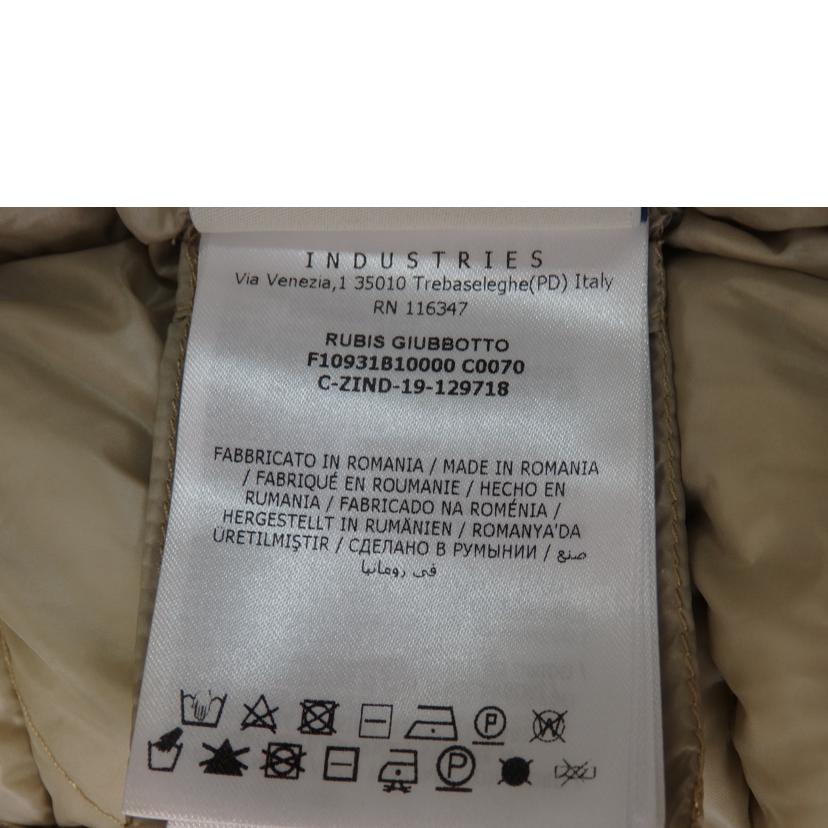 INDUSTRIES
Via Venezia,1 35010 Trebaseleghe(PD) Italy
RN 116347
RUBIS GIUBBOTTO
F10931B10000 C0070
C-ZIND-19-129718
FABBRICATO IN ROMANIA / MADE IN ROMANIA
/ FABRIQUÉ EN ROUMANIE / HECHO EN
RUMANIA / FABRICADO NA ROMÉNIA /
HERGESTELLT IN RUMÄNIEN / ROMANYA'DA
ÜRETILMIŞTIR / СДЕЛАНО В РУМЫНИИ / صنع
في رومانيا
P W
P